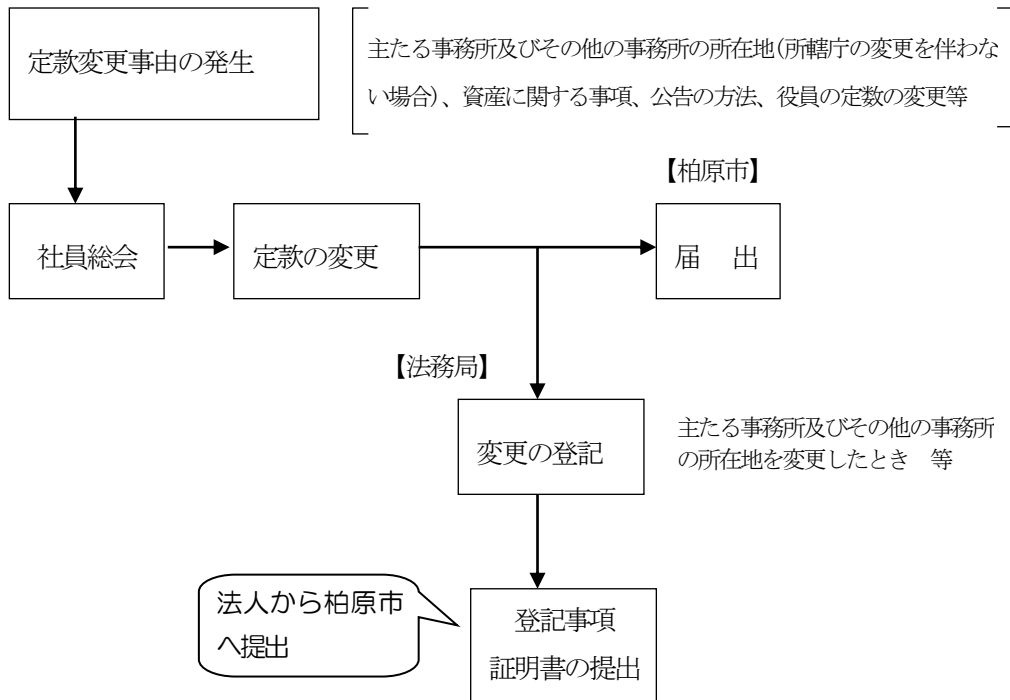 定款変更事由の発生
主たる事務所及びその他の事務所の所在地(所轄庁の変更を伴わな
い場合)、資産に関する事項、公告の方法、役員の定数の変更等
【柏原市】
社員総会
定款の変更
届　出
【法務局】
変更の登記
主たる事務所及びその他の事務所
の所在地を変更したとき　等
法人から柏原市
へ提出
登記事項
証明書の提出